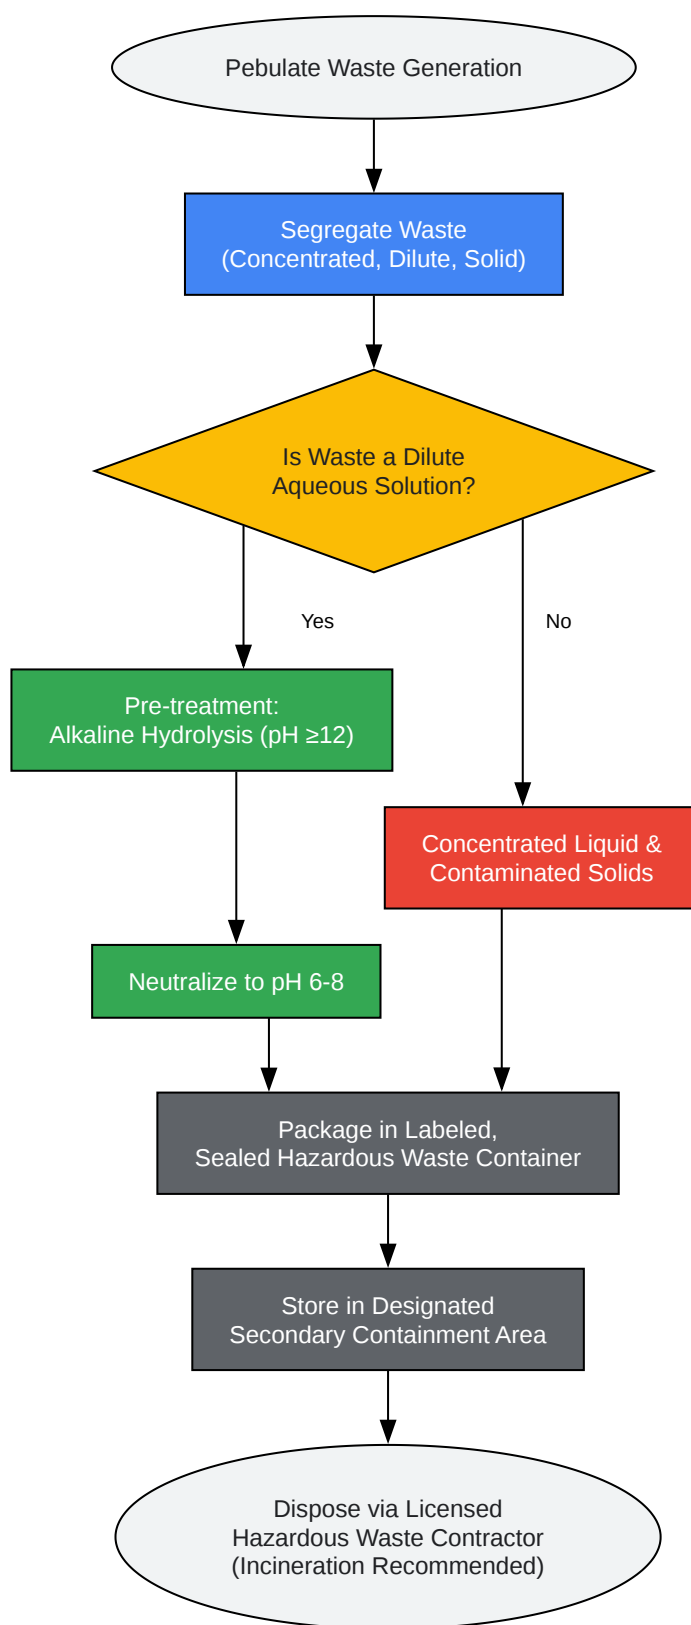 Pebulate Waste Generation
Segregate Waste
(Concentrated, Dilute, Solid)
Is Waste a Dilute
Aqueous Solution?
Yes
No
Pre-treatment:
Alkaline Hydrolysis (pH ≥12)
Concentrated Liquid &
Contaminated Solids
Neutralize to pH 6-8
Package in Labeled,
Sealed Hazardous Waste Container
Store in Designated
Secondary Containment Area
Dispose via Licensed
Hazardous Waste Contractor
(Incineration Recommended)